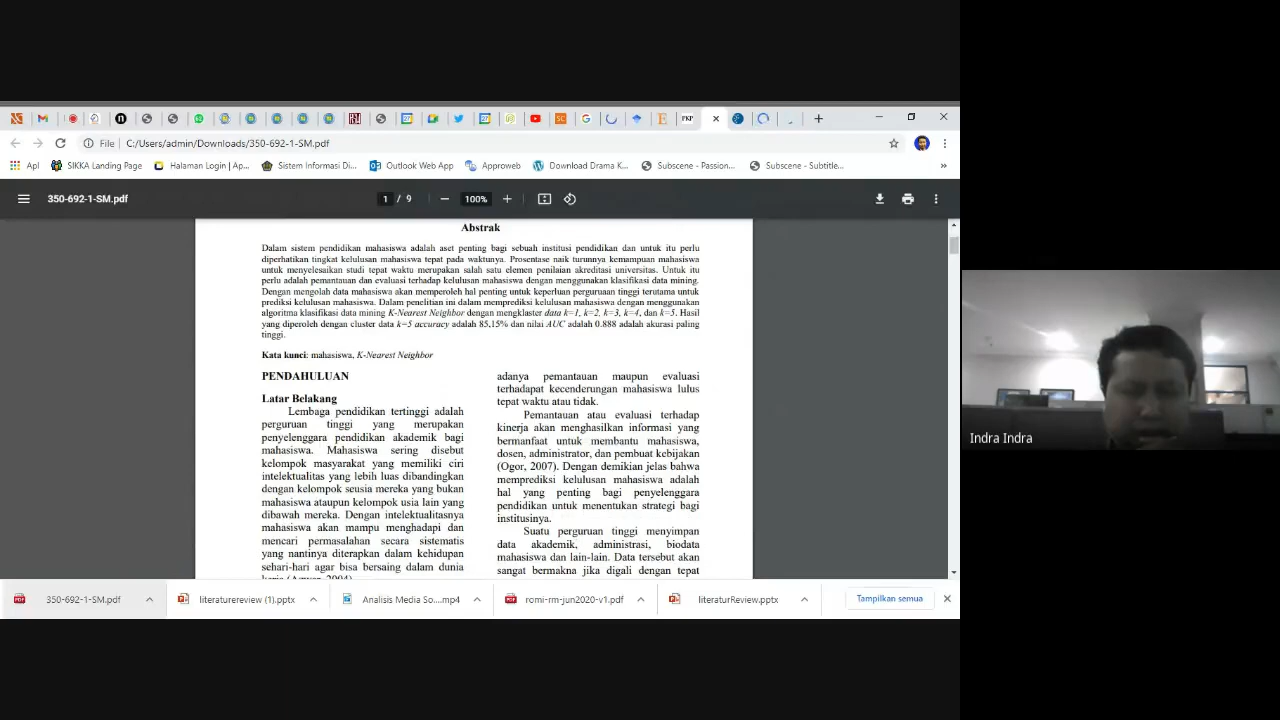 File
C:/Users/admin/Downloads/350-692-1-SM.pdf
Apl
SIKKA Landing Page
Halaman Login | Ap...
Sistem Informasi Di...
Outlook Web App
Approweb
Download Drama K...
Subscene - Passion...
Subscene - Subtitle...
»
350-692-1-SM.pdf
1 / 9
100%
Abstrak
Dalam sistem pendidikan mahasiswa adalah aset penting bagi sebuah institusi pendidikan dan untuk itu perlu
diperhatikan tingkat kelulusan mahasiswa tepat pada waktunya. Prosentase naik turunnya kemampuan mahasiswa
untuk menyelesaikan studi tepat waktu merupakan salah satu elemen penilaian akreditasi universitas. Untuk itu
perlu adalah pemantauan dan evaluasi terhadap kelulusan mahasiswa dengan menggunakan klasifikasi data mining.
Dengan mengolah data mahasiswa akan memperoleh hal penting untuk keperluan perguruan tinggi terutama untuk
prediksi kelulusan mahasiswa. Dalam penelitian ini dalam memprediksi kelulusan mahasiswa dengan menggunakan
algoritma klasifikasi data mining K-Nearest Neighbor dengan mengklaster data k=1, k=2, k=3, k=4, dan k=5. Hasil
yang diperoleh dengan cluster data k=5 accuracy adalah 85,15% dan nilai AUC adalah 0.888 adalah akurasi paling
tinggi.
Kata kunci: mahasiswa, K-Nearest Neighbor
PENDAHULUAN
Latar Belakang
Lembaga pendidikan tertinggi adalah
perguruan tinggi yang merupakan
penyelenggara pendidikan akademik bagi
mahasiswa. Mahasiswa sering disebut
kelompok masyarakat yang memiliki ciri
intelektualitas yang lebih luas dibandingkan
dengan kelompok seusia mereka yang bukan
mahasiswa ataupun kelompok usia lain yang
dibawah mereka. Dengan intelektualitasnya
mahasiswa akan mampu menghadapi dan
mencari permasalahan secara sistematis
yang nantinya diterapkan dalam kehidupan
sehari-hari agar bisa bersaing dalam dunia
adanya pemantauan maupun evaluasi
terhadapat kecenderungan mahasiswa lulus
tepat waktu atau tidak.
Pemantauan atau evaluasi terhadap
kinerja akan menghasilkan informasi yang
bermanfaat untuk membantu mahasiswa,
dosen, administrator, dan pembuat kebijakan
(Ogor, 2007). Dengan demikian jelas bahwa
memprediksi kelulusan mahasiswa adalah
hal yang penting bagi penyelenggara
pendidikan untuk menentukan strategi bagi
institusinya.
Suatu perguruan tinggi menyimpan
data akademik, administrasi, biodata
mahasiswa dan lain-lain. Data tersebut akan
sangat bermakna jika digali dengan tepat
350-692-1-SM.pdf
literaturereview (1).pptx
Analisis Media So....mp4
romi-rm-jun2020-v1.pdf
literaturReview.pptx
Tampilkan semua
Indra Indra